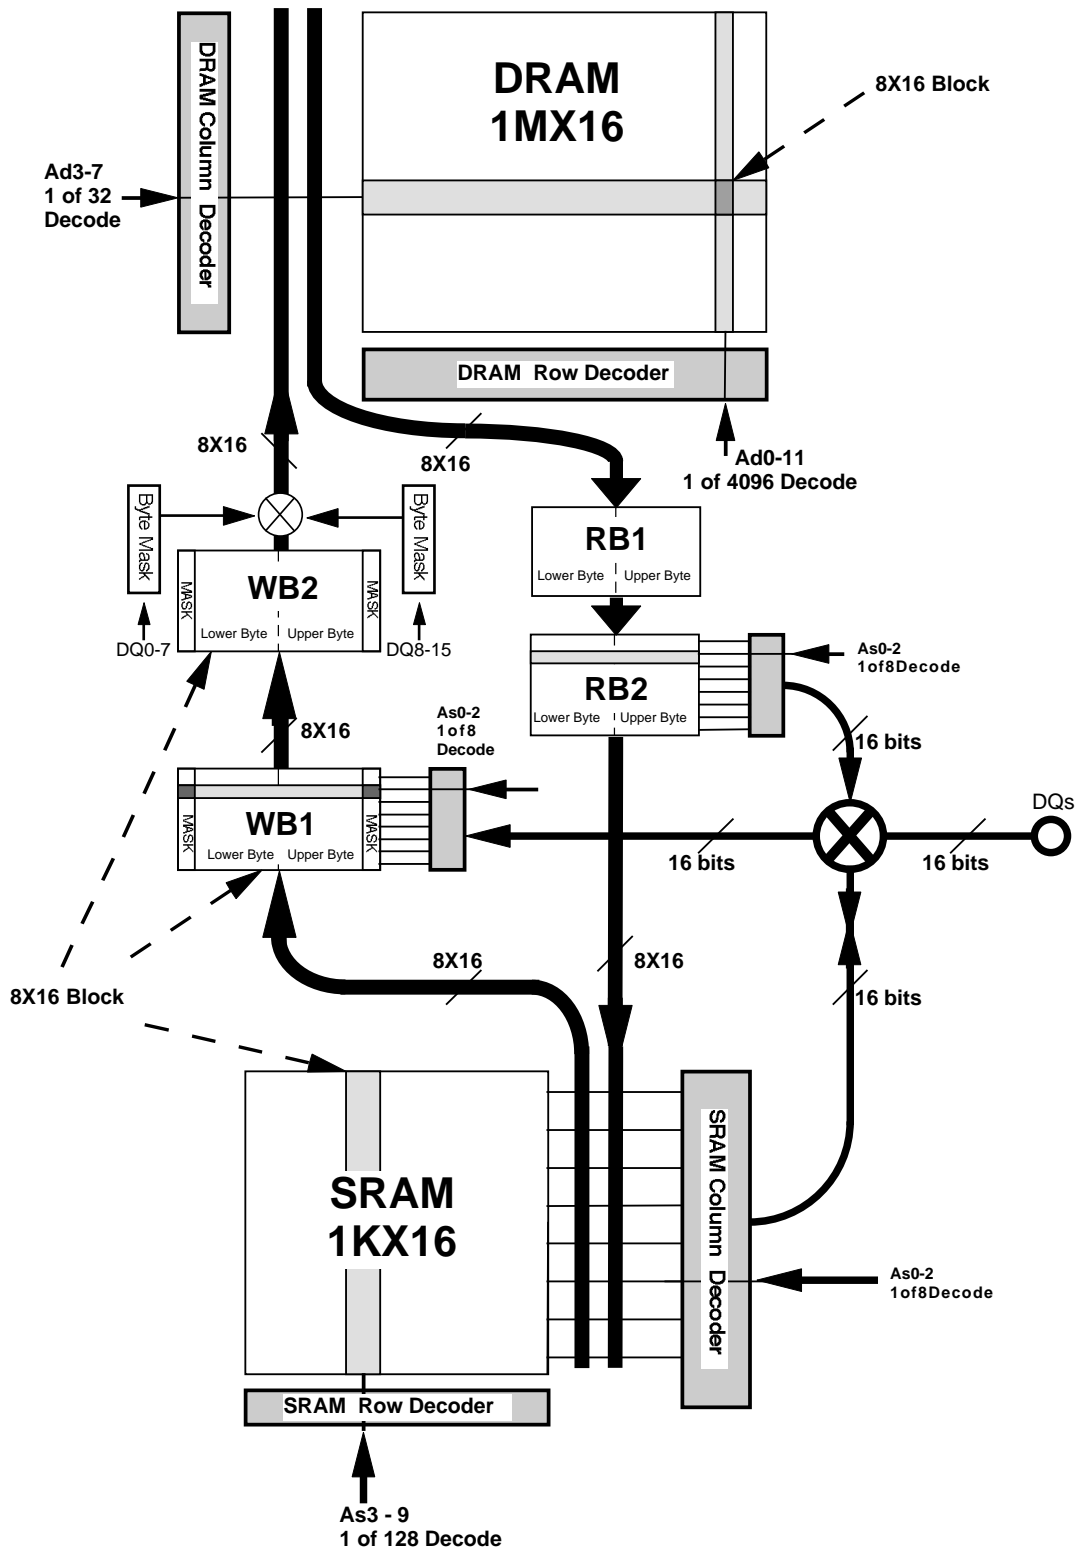 DRAM Column Decoder
DRAM
1MX16
8X16 Block
Ad3-7
1 of 32
Decode
DRAM Row Decoder
8X16
8X16
Ad0-11
1 of 4096 Decode
Byte Mask
Byte Mask
RB1
Lower Byte
Upper Byte
MASK
WB2
MASK
Lower Byte
Upper Byte
DQ0-7
DQ8-15
As0-2
1of8Decode
RB2
Lower Byte
Upper Byte
As0-2
1of8
Decode
8X16
16 bits
DQs
MASK
WB1
MASK
Lower Byte
Upper Byte
16 bits
16 bits
8X16
8X16
8X16 Block
16 bits
SRAM
1KX16
SRAM Column Decoder
As0-2
1of8Decode
SRAM Row Decoder
As3 - 9
1 of 128 Decode